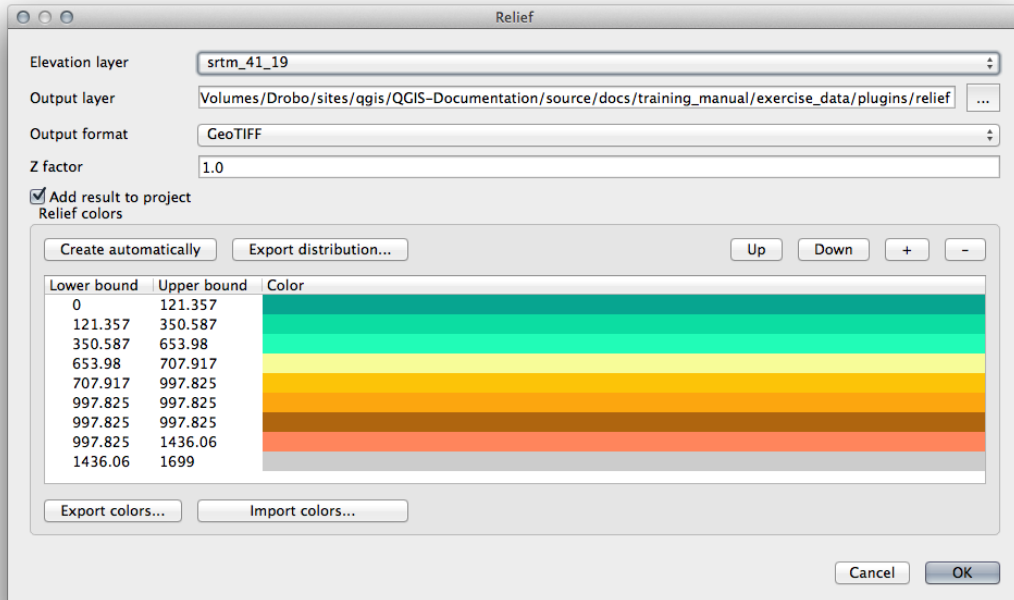 Relief
Elevation layer srtm_41_19
Output layer Volumes/Drobo/sites/qgis/QGIS-Documentation/source/docs/training_manual/exercise_data/plugins/relief ...
Output format GeoTIFF
Z factor 1.0
Add result to project
Relief colors
Create automatically Export distribution... Up Down + -
Lower bound Upper bound Color
0 121.357
121.357 350.587
350.587 653.98
653.98 707.917
707.917 997.825
997.825 997.825
997.825 997.825
997.825 1436.06
1436.06 1699
Export colors... Import colors...
Cancel OK